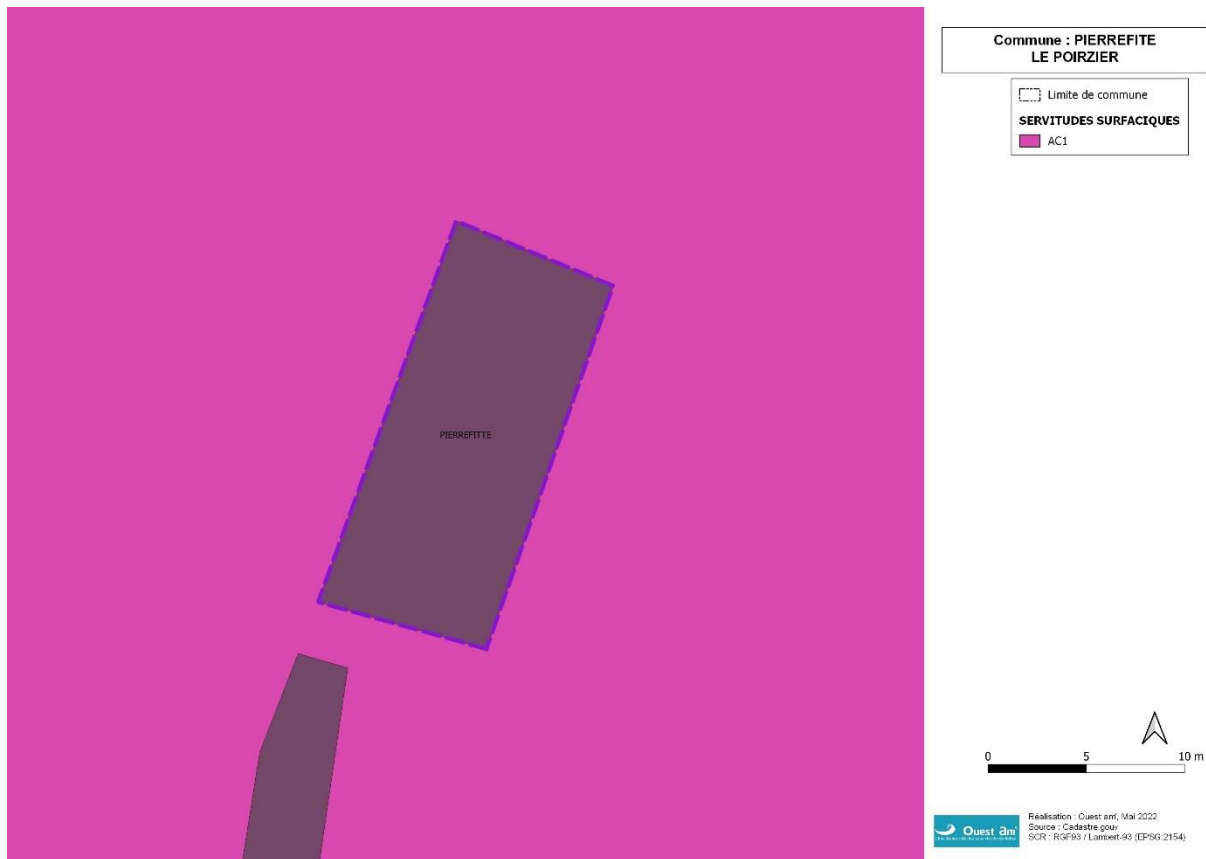 Commune : PIERREFITE
LE POIRZIER
Limite de commune
SERVITUDES SURFACIQUES
AC1
PIERREFITTE
0 5 10 m
Ouest am'
Réalisation : Ouest am', Mai 2022
Source : Cadastre.gouv
SCR : RGF93 / Lambert-93 (EPSG:2154)